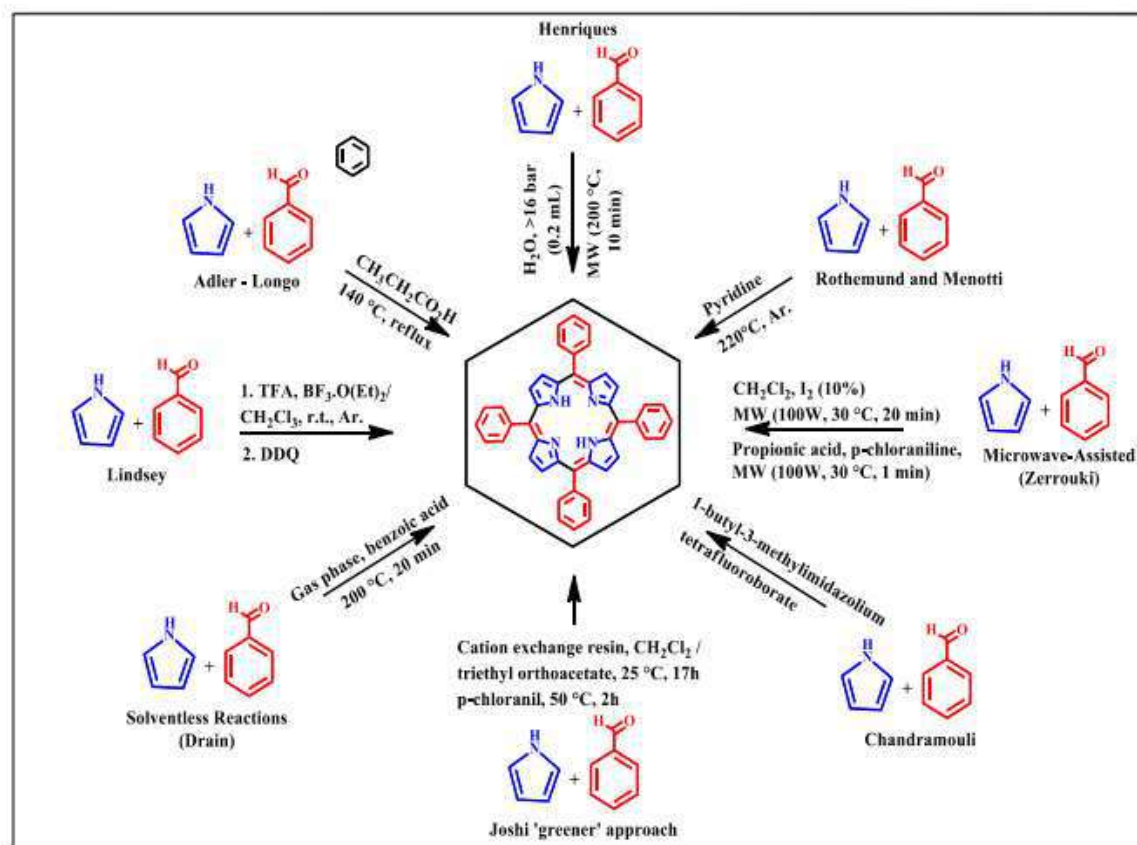 Henriques
H
N
H
O
+
H₂O, >16 bar
(0.2 mL)
MW (200 °C,
10 min)
H
N
H
O
+
Adler - Longo
CH₃CH₂CO₂H
140 °C, reflux
H
N
H
O
+
Rothemund and Menotti
Pyridine
220°C, Ar.
H
N
H
O
+
Lindsey
1. TFA, BF₃.O(Et)₂/
CH₂Cl₃, r.t., Ar.
2. DDQ
NH
N
N
HN
CH₂Cl₂, I₂ (10%)
MW (100W, 30 °C, 20 min)
Propionic acid, p-chloraniline,
MW (100W, 30 °C, 1 min)
H
N
H
O
+
Microwave-Assisted
(Zerrouki)
Gas phase, benzoic acid
200 °C, 20 min
H
N
H
O
+
Solventless Reactions
(Drain)
1-butyl-3-methylimidazolium
tetrafluoroborate
H
N
H
O
+
Chandramouli
Cation exchange resin, CH₂Cl₂ /
triethyl orthoacetate, 25 °C, 17h
p-chloranil, 50 °C, 2h
H
N
H
O
+
Joshi 'greener' approach